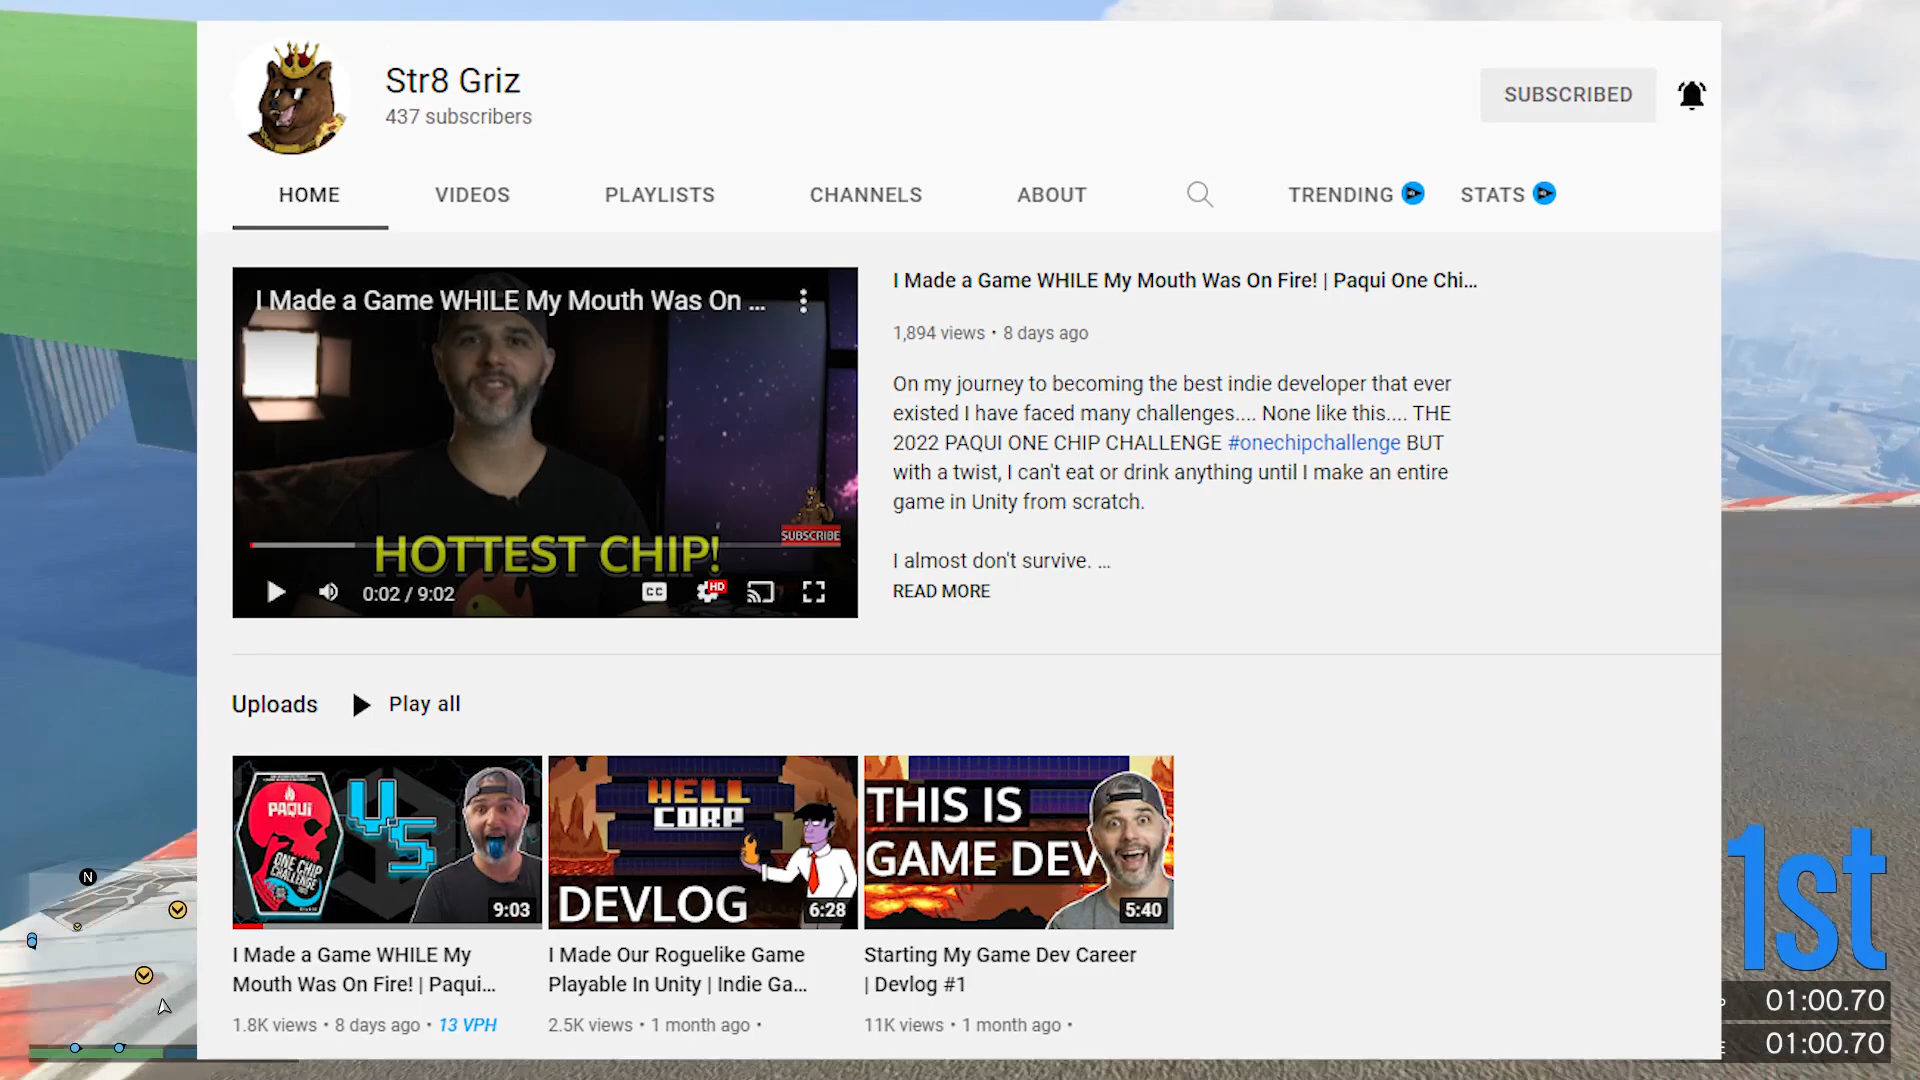 Str8 Griz
437 subscribers
SUBSCRIBED
HOME VIDEOS PLAYLISTS CHANNELS ABOUT TRENDING STATS
I Made a Game WHILE My Mouth Was On ...
HOTTEST CHIP!
SUBSCRIBE
0:02 / 9:02
CC
HD
I Made a Game WHILE My Mouth Was On Fire! | Paqui One Chi...
1,894 views • 8 days ago
On my journey to becoming the best indie developer that ever
existed I have faced many challenges.... None like this.... THE
2022 PAQUI ONE CHIP CHALLENGE #onechipchallenge BUT
with a twist, I can't eat or drink anything until I make an entire
game in Unity from scratch.
I almost don't survive. ...
READ MORE
Uploads Play all
PAQUI
ONE CHIP
CHALLENGE
VS
9:03
I Made a Game WHILE My
Mouth Was On Fire! | Paqui...
1.8K views • 8 days ago • 13 VPH
HELL
CORP
DEVLOG
6:28
I Made Our Roguelike Game
Playable In Unity | Indie Ga...
2.5K views • 1 month ago •
THIS IS
GAME DEV
5:40
Starting My Game Dev Career
| Devlog #1
11K views • 1 month ago •
N
1st
01:00.70
01:00.70